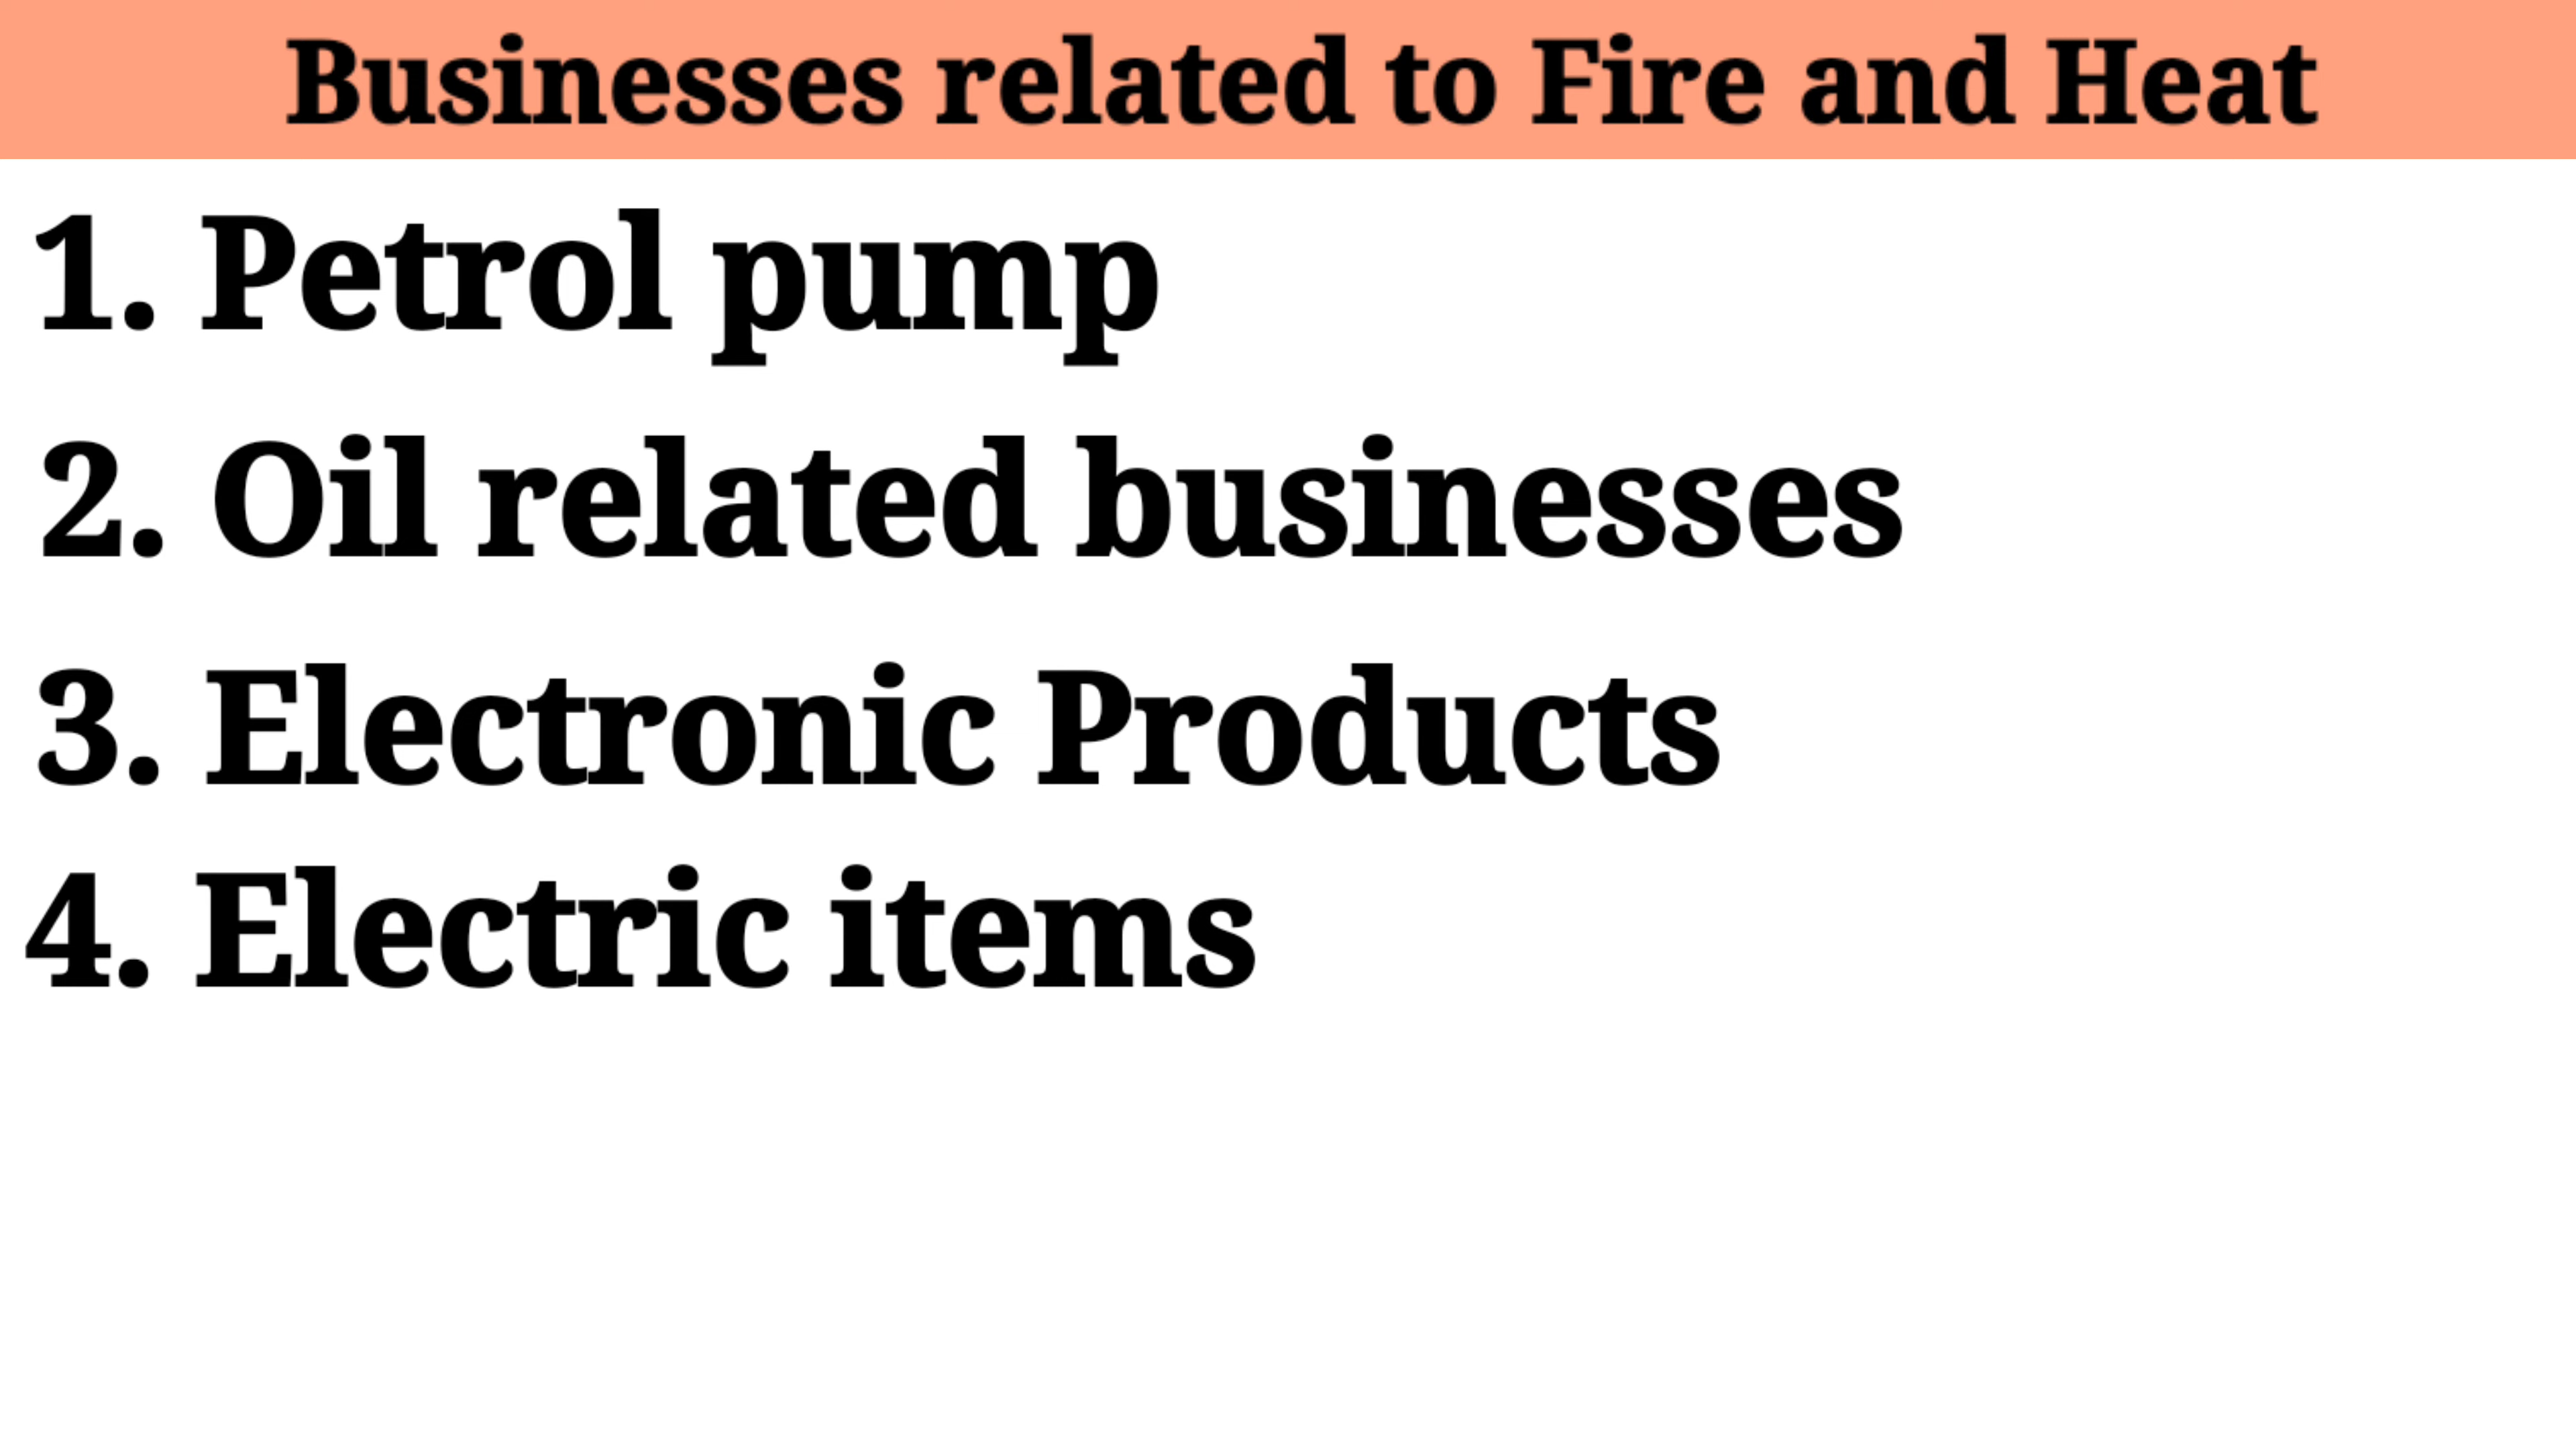 Businesses related to Fire and Heat
1. Petrol pump
2. Oil related businesses
3. Electronic Products
4. Electric items